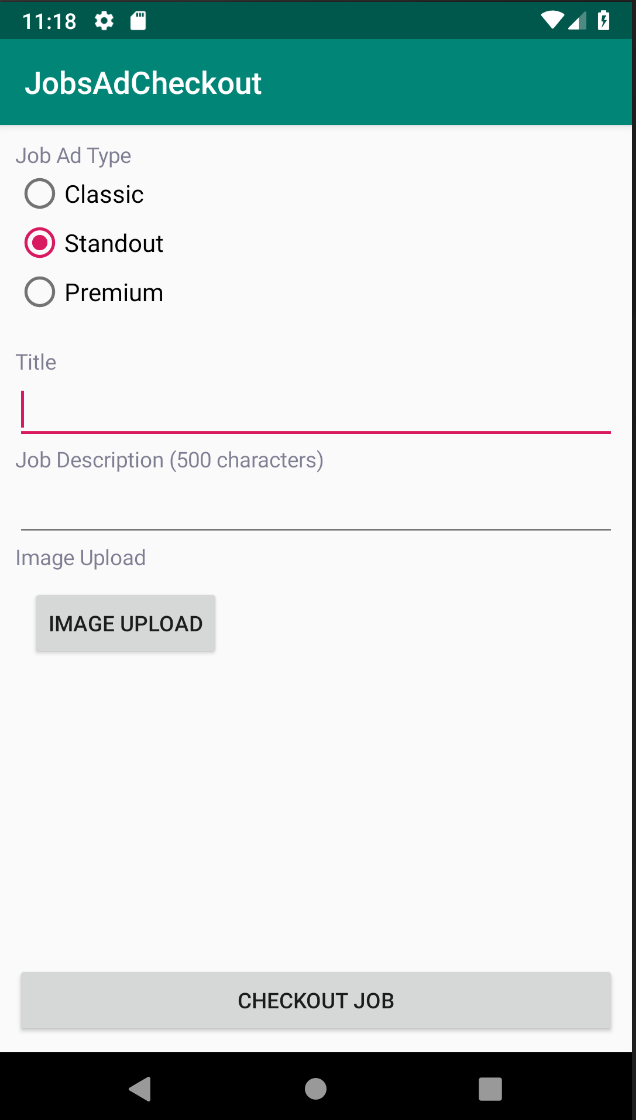 11:18
JobsAdCheckout
Job Ad Type
Classic
Standout
Premium
Title
Job Description (500 characters)
Image Upload
IMAGE UPLOAD
CHECKOUT JOB